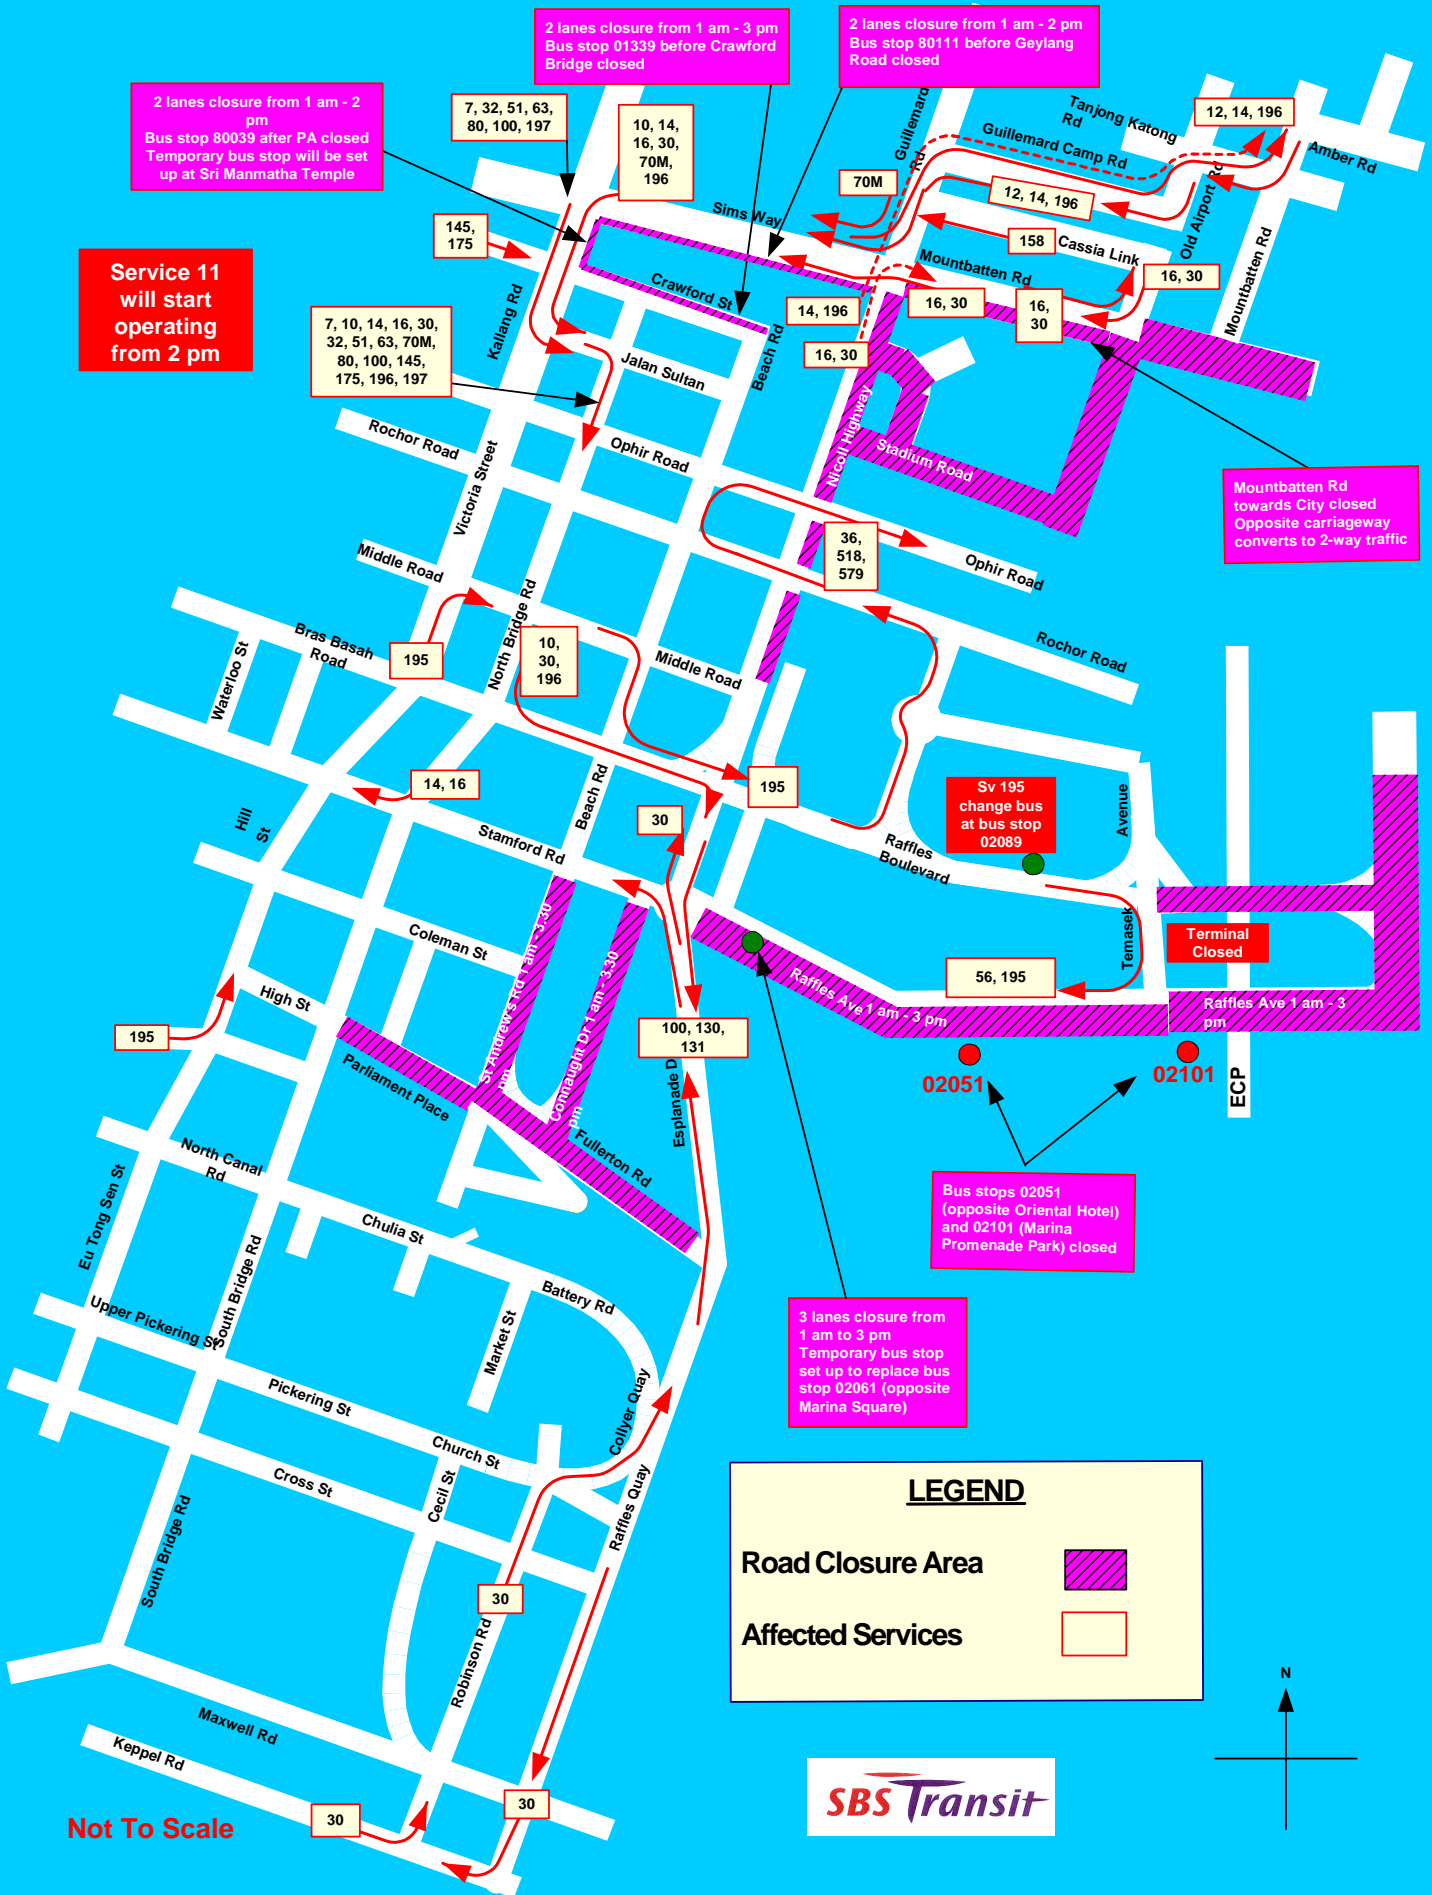 2 lanes closure from 1 am - 3 pm
Bus stop 01339 before Crawford
Bridge closed
2 lanes closure from 1 am - 2 pm
Bus stop 80111 before Geylang
Road closed
2 lanes closure from 1 am - 2
pm
Bus stop 80039 after PA closed
Temporary bus stop will be set
up at Sri Manmatha Temple
7, 32, 51, 63,
80, 100, 197
10, 14,
16, 30,
70M,
196
Guillemard
Rd
Tanjong Katong
Rd
Guillemard Camp Rd
12, 14, 196
Amber Rd
70M
12, 14, 196
Old Airport Rd
Sims Way
145,
175
158
Cassia Link
Mountbatten Rd
Mountbatten Rd
16, 30
Service 11
will start
operating
from 2 pm
Crawford St
Kallang Rd
14, 196
16, 30
16,
30
16, 30
7, 10, 14, 16, 30,
32, 51, 63, 70M,
80, 100, 145,
175, 196, 197
Jalan Sultan
Beach Rd
Nicoll Highway
Stadium Road
Rochor Road
Ophir Road
Victoria Street
Mountbatten Rd
towards City closed
Opposite carriageway
converts to 2-way traffic
36,
518,
579
Ophir Road
Middle Road
North Bridge Rd
Bras Basah
Road
Waterloo St
195
10,
30,
196
Middle Road
Rochor Road
14, 16
Beach Rd
195
30
Hill
St
Stamford Rd
Sv 195
change bus
at bus stop
02089
Avenue
Raffles
Boulevard
Coleman St
St Andrew's Rd 1 am - 3.30
pm
Connaught Dr 1 am - 3.30
pm
Temasek
Terminal
Closed
56, 195
Raffles Ave 1 am - 3 pm
Raffles Ave 1 am - 3
pm
High St
195
100, 130,
131
Parliament Place
Esplanade D
02051
02101
ECP
Fullerton Rd
North Canal
Rd
Eu Tong Sen St
Chulia St
Bus stops 02051
(opposite Oriental Hotel)
and 02101 (Marina
Promenade Park) closed
South Bridge Rd
Battery Rd
Upper Pickering St
Market St
3 lanes closure from
1 am to 3 pm
Temporary bus stop
set up to replace bus
stop 02061 (opposite
Marina Square)
Pickering St
Collyer Quay
Church St
Cross St
Cecil St
Raffles Quay
South Bridge Rd
LEGEND
Road Closure Area
Affected Services
30
Robinson Rd
Maxwell Rd
Keppel Rd
N
30
30
Not To Scale
SBS Transit